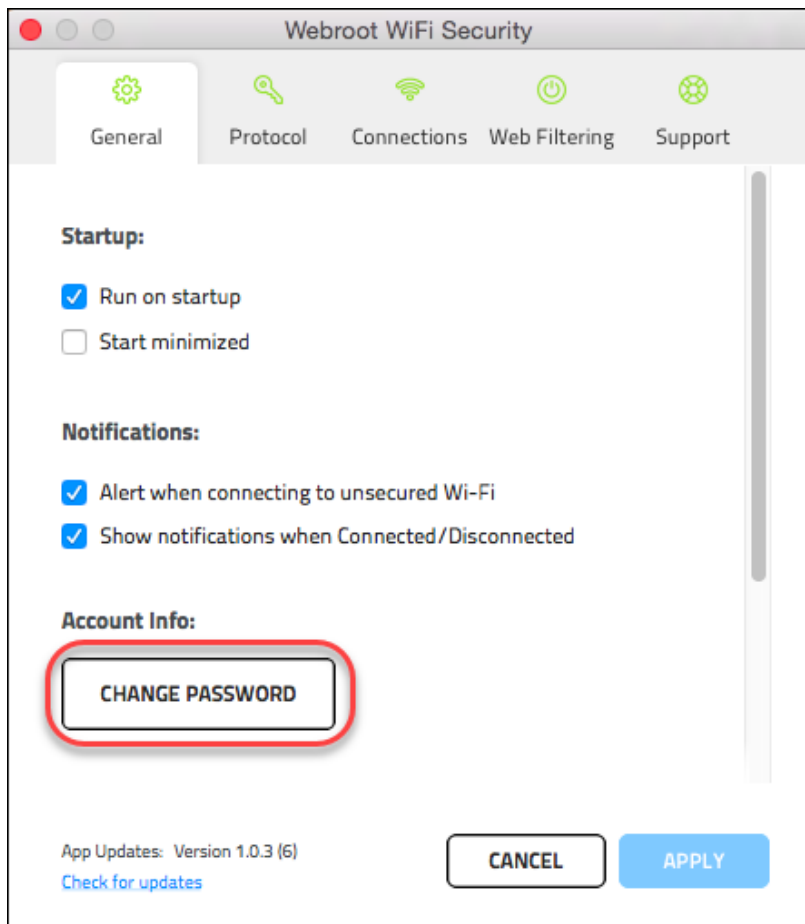 Webroot WiFi Security
General Protocol Connections Web Filtering Support
Startup:
Run on startup
Start minimized
Notifications:
Alert when connecting to unsecured Wi-Fi
Show notifications when Connected/Disconnected
Account Info:
CHANGE PASSWORD
App Updates: Version 1.0.3 (6)
CANCEL APPLY
Check for updates